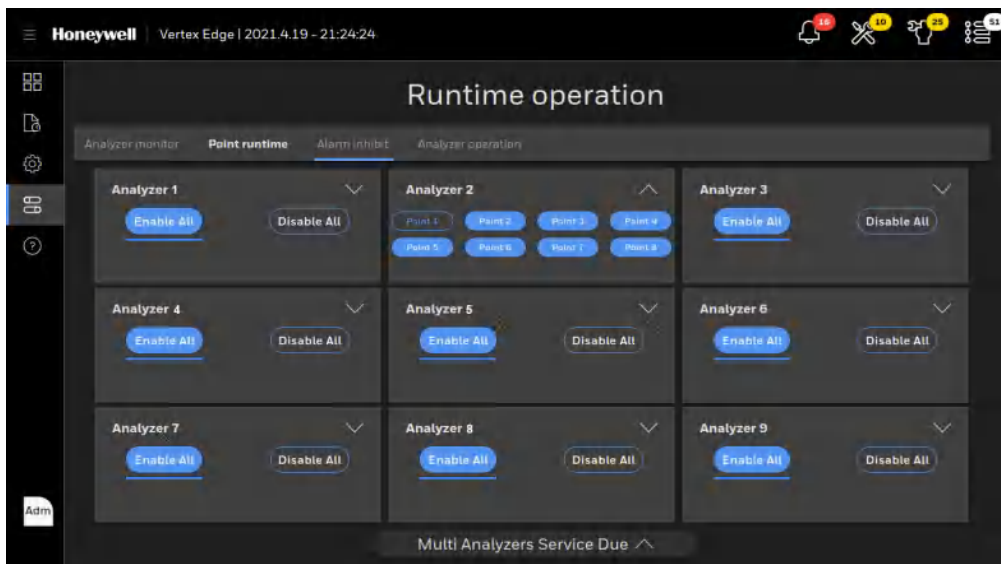 Honeywell Vertex Edge | 2021.4.19 - 21:24:24 16 10 25 51
Runtime operation
Analyzer monitor Point runtime Alarm inhibit Analyzer operation
Analyzer 1 Analyzer 2 Analyzer 3
Enable All Disable All Point 1 Point 2 Point 3 Point 4 Enable All Disable All
Point 5 Point 6 Point 7 Point 8
Analyzer 4 Analyzer 5 Analyzer 6
Enable All Disable All Enable All Disable All Enable All Disable All
Analyzer 7 Analyzer 8 Analyzer 9
Enable All Disable All Enable All Disable All Enable All Disable All
Adm
Multi Analyzers Service Due